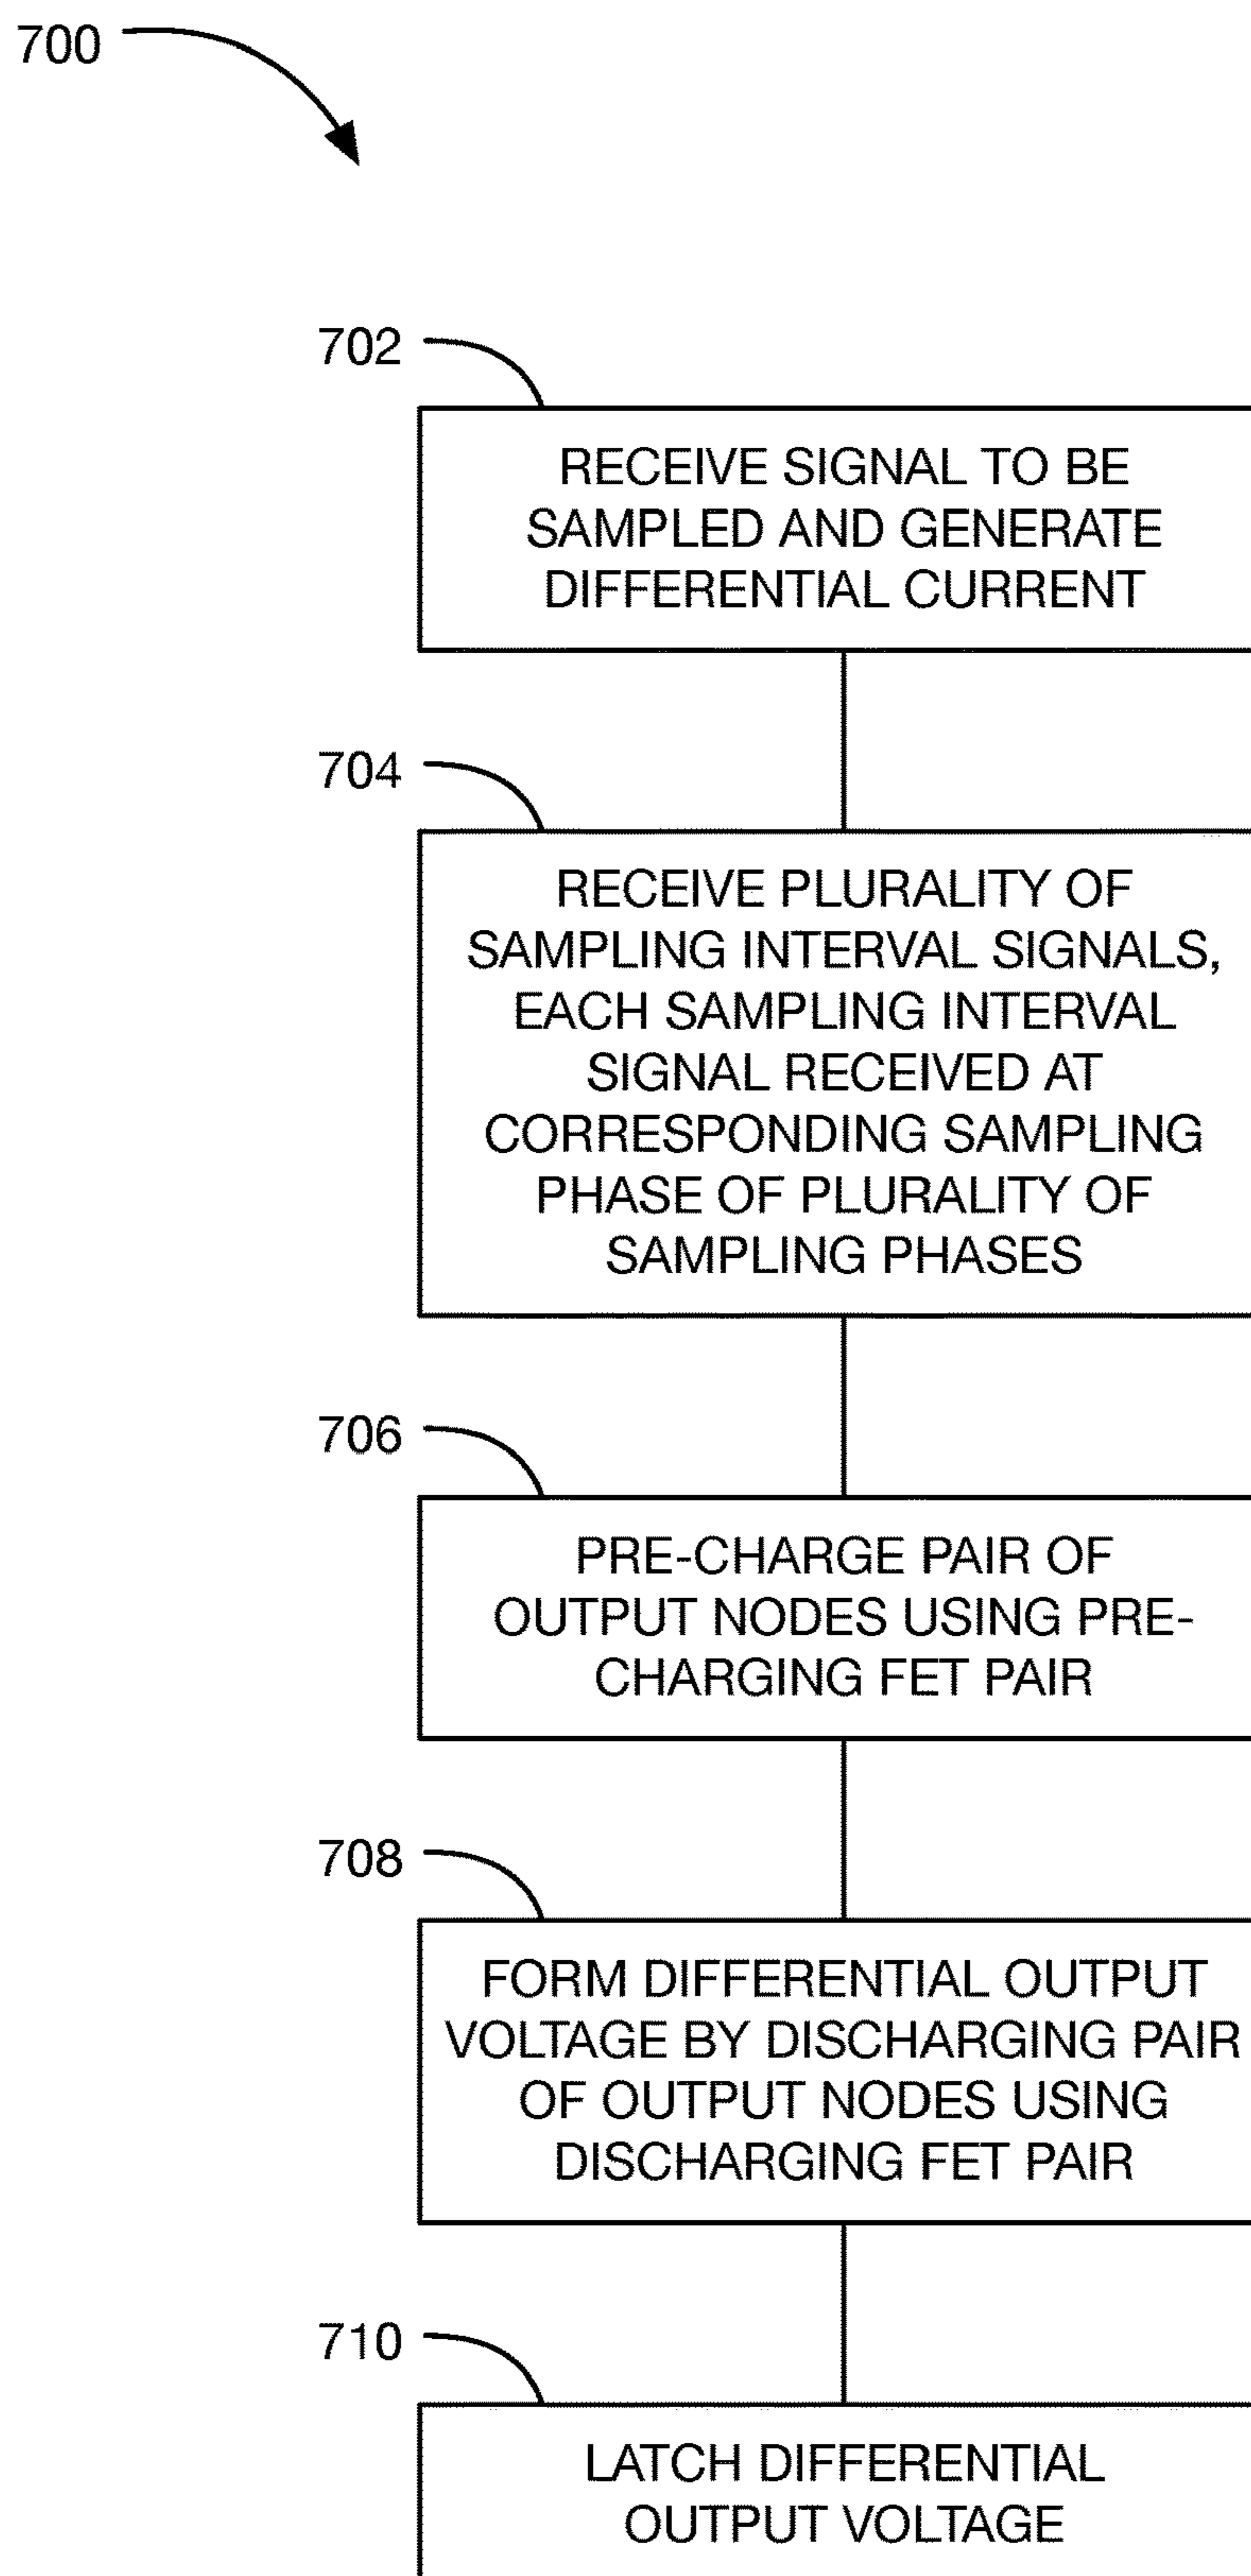 700
702
RECEIVE SIGNAL TO BE
SAMPLED AND GENERATE
DIFFERENTIAL CURRENT
704
RECEIVE PLURALITY OF
SAMPLING INTERVAL SIGNALS,
EACH SAMPLING INTERVAL
SIGNAL RECEIVED AT
CORRESPONDING SAMPLING
PHASE OF PLURALITY OF
SAMPLING PHASES
706
PRE-CHARGE PAIR OF
OUTPUT NODES USING PRE-
CHARGING FET PAIR
708
FORM DIFFERENTIAL OUTPUT
VOLTAGE BY DISCHARGING PAIR
OF OUTPUT NODES USING
DISCHARGING FET PAIR
710
LATCH DIFFERENTIAL
OUTPUT VOLTAGE